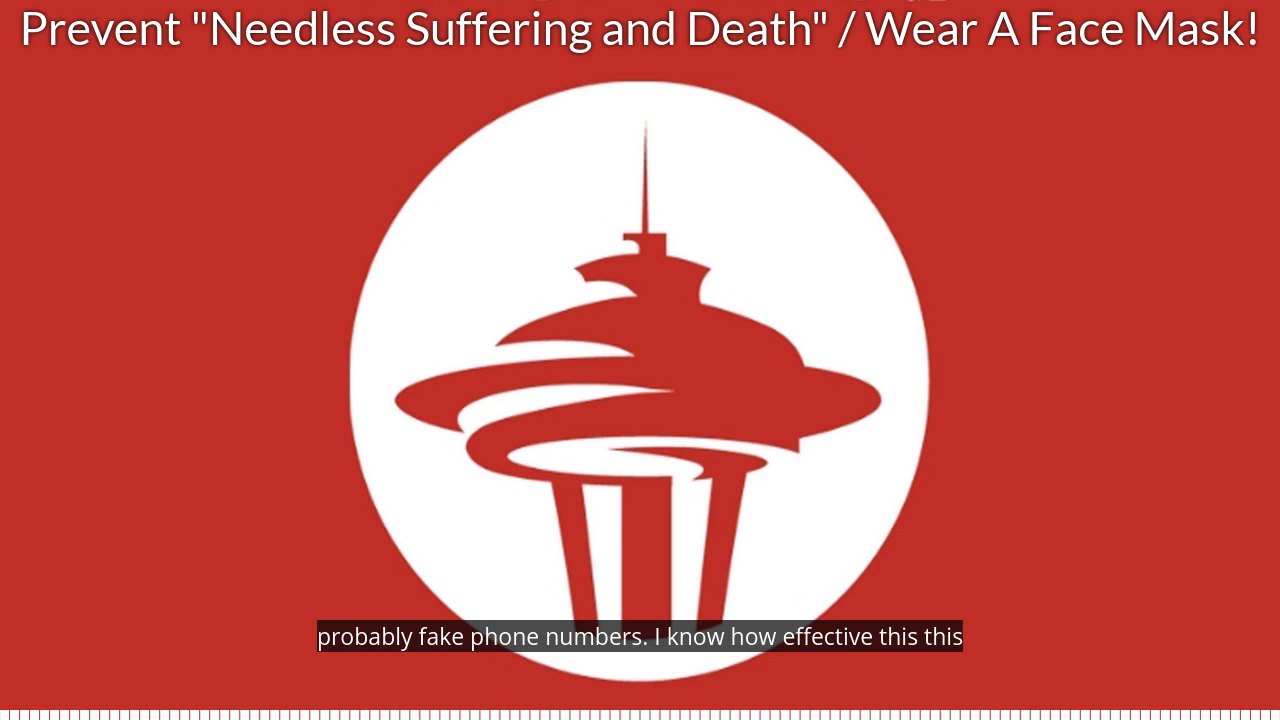 Prevent "Needless Suffering and Death" / Wear A Face Mask!
probably fake phone numbers. I know how effective this this